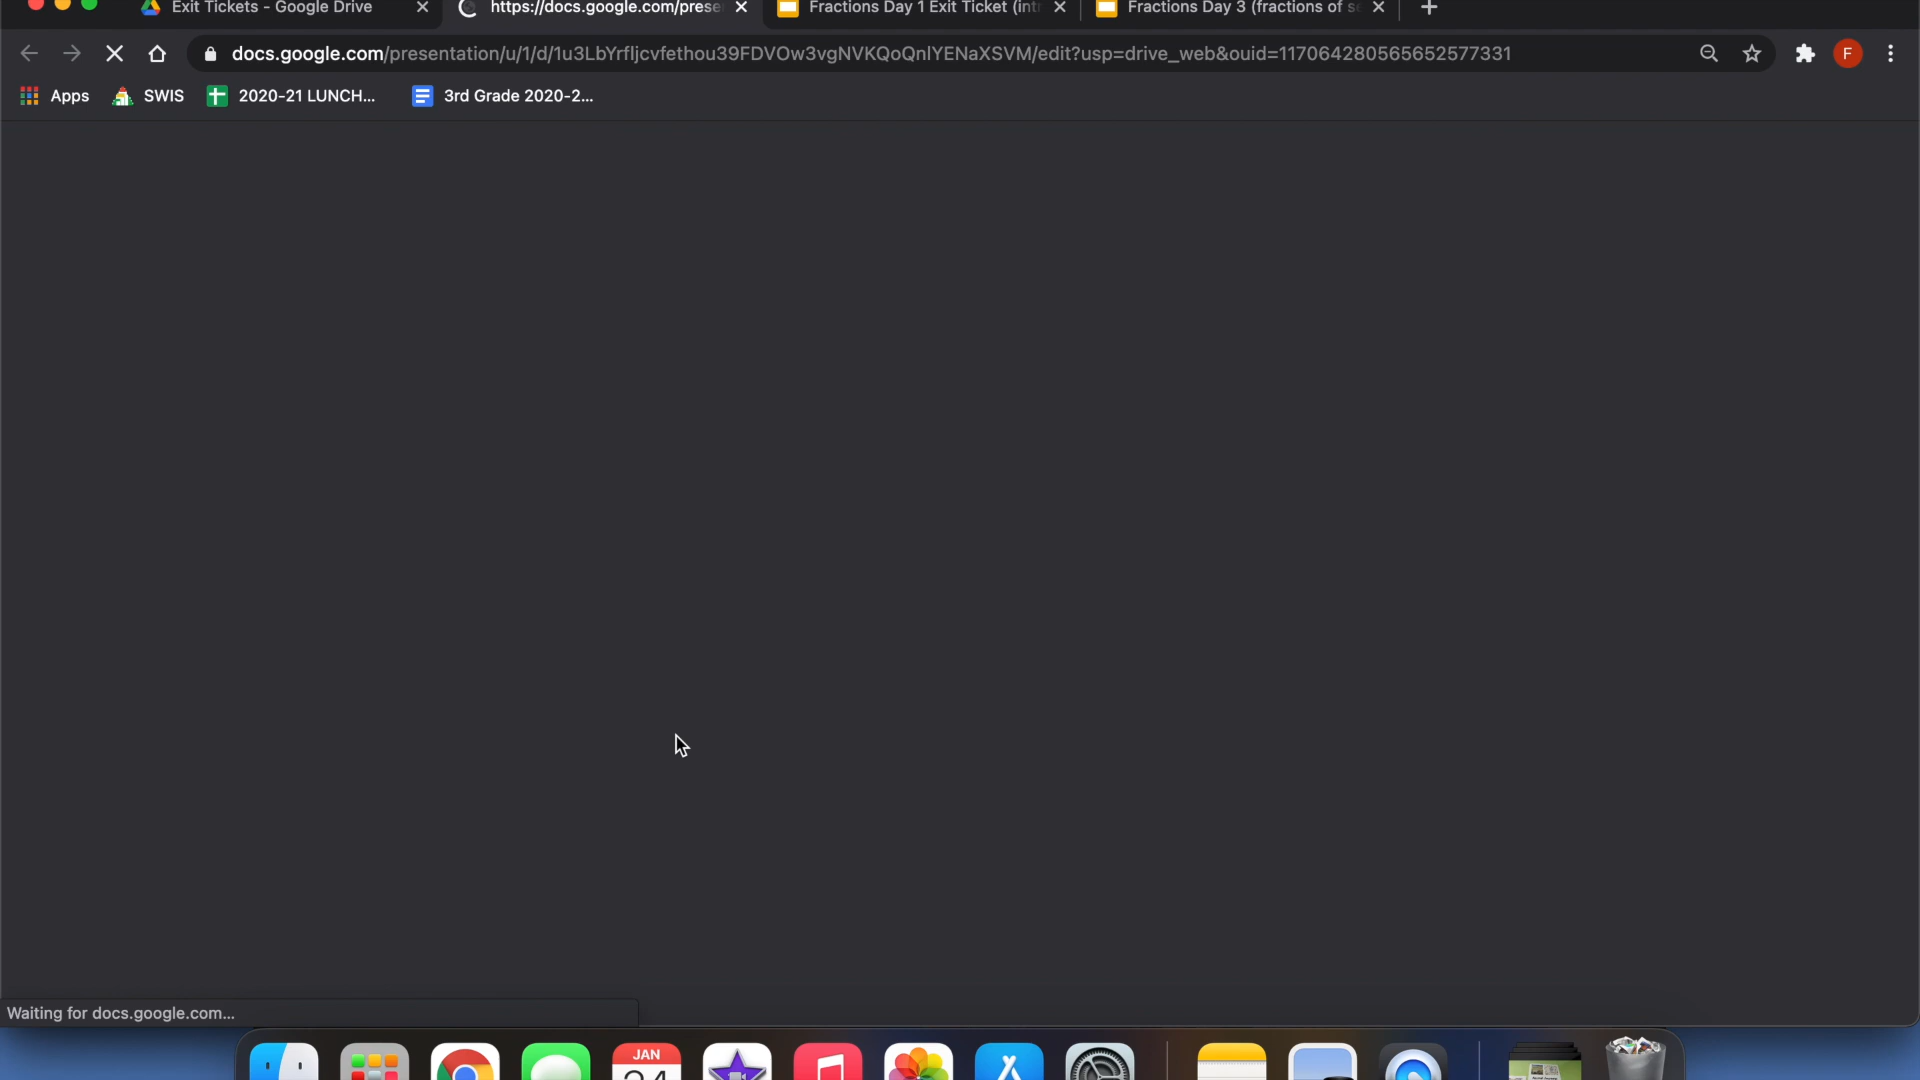 Exit Tickets - Google Drive
https://docs.google.com/prese
Fractions Day 1 Exit Ticket (intr
Fractions Day 3 (fractions of se
docs.google.com/presentation/u/1/d/1u3LbYrfljcvfethou39FDVOw3vgNVKQoQnlYENaXSVM/edit?usp=drive_web&ouid=117064280565652577331
F
Apps
SWIS
2020-21 LUNCH...
3rd Grade 2020-2...
Waiting for docs.google.com...
JAN